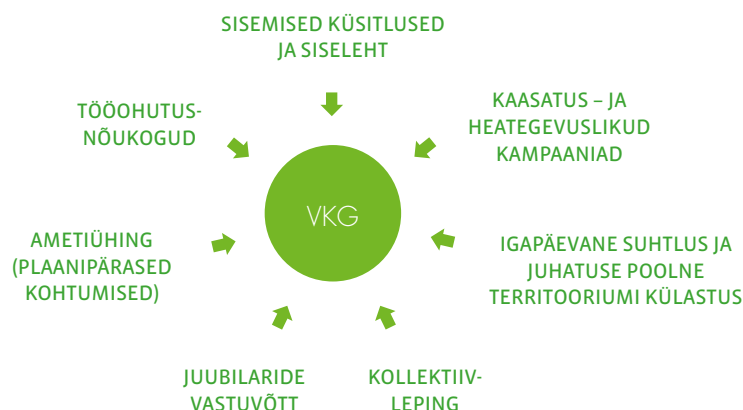 SISEMISED KÜSITLUSED
JA SISELEHT
TÖÖOHUTUS-
NÕUKOGUD
KAASATUS – JA
HEATEGEVUSLIKUD
KAMPAANIAD
VKG
AMETIÜHING
(PLAANIPÄRASED
KOHTUMISED)
IGAPÄEVANE SUHTLUS JA
JUHATUSE POOLNE
TERRITOORIUMI KÜLASTUS
JUUBILARIDE
VASTUVÕTT
KOLLEKTIIV-
LEPING